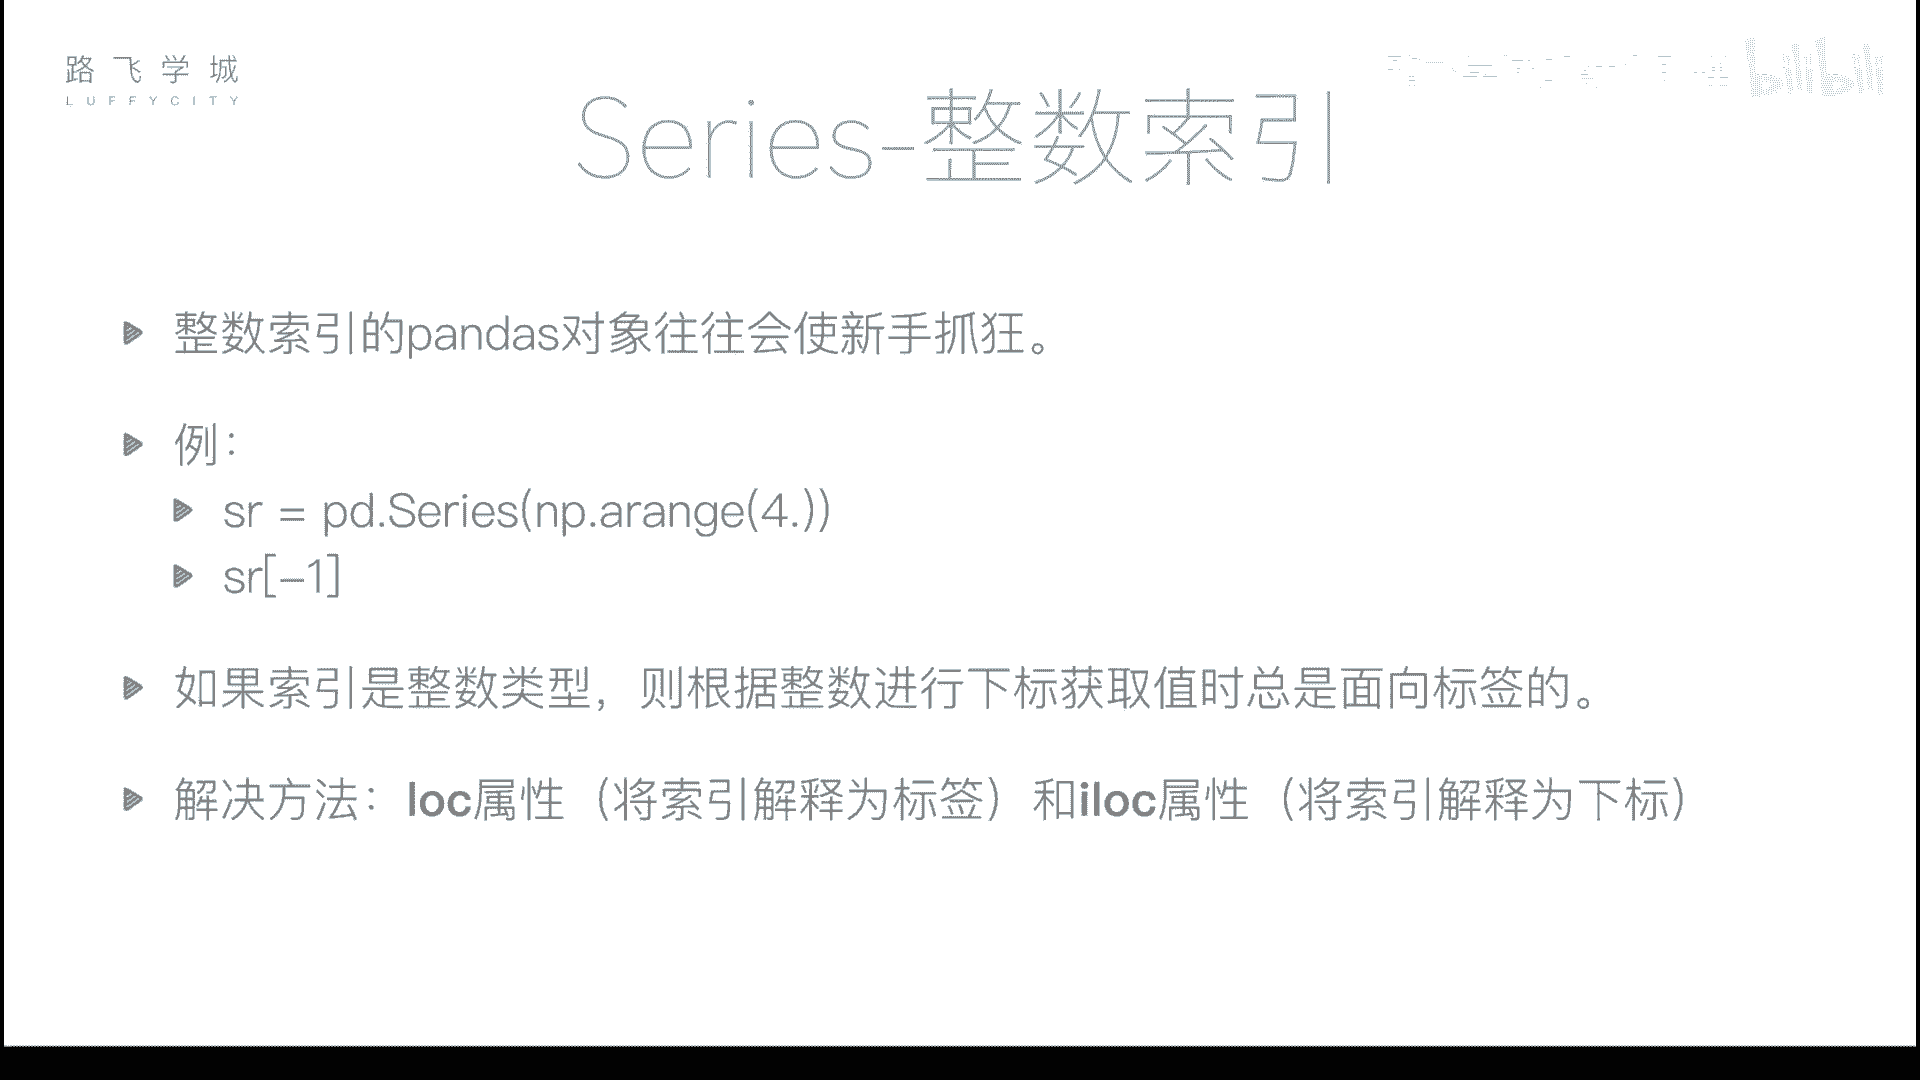 路飞学城
LUFFYCITY
bilibili
Series-整数索引
整数索引的pandas对象往往会使新手抓狂。
例：
sr = pd.Series(np.arange(4.))
sr[-1]
如果索引是整数类型，则根据整数进行下标获取值时总是面向标签的。
解决方法：loc属性（将索引解释为标签）和iloc属性（将索引解释为下标）